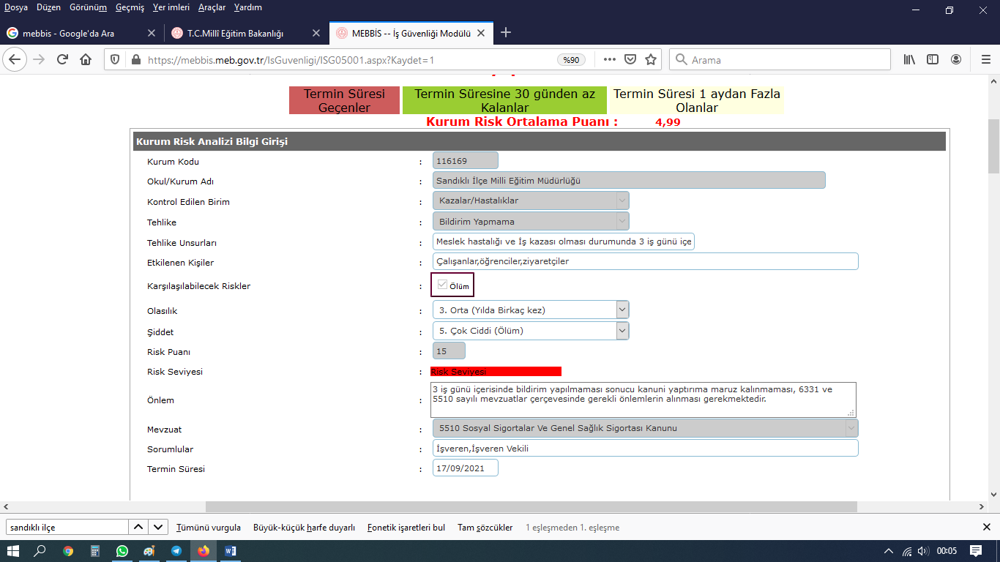 Dosya Düzen Görünüm Geçmiş Yer imleri Araçlar Yardım
mebbis - Google'da Ara
T.C.Millî Eğitim Bakanlığı
MEBBİS -- İş Güvenliği Modülü
https://mebbis.meb.gov.tr/IsGuvenligi/ISG05001.aspx?Kaydet=1
%90
Arama
Termin Süresi Geçenler
Termin Süresine 30 günden az Kalanlar
Termin Süresi 1 aydan Fazla Olanlar
Kurum Risk Ortalama Puanı : 4,99
Kurum Risk Analizi Bilgi Girişi
Kurum Kodu : 116169
Okul/Kurum Adı : Sandıklı İlçe Milli Eğitim Müdürlüğü
Kontrol Edilen Birim : Kazalar/Hastalıklar
Tehlike : Bildirim Yapmama
Tehlike Unsurları : Meslek hastalığı ve İş kazası olması durumunda 3 iş günü içe
Etkilenen Kişiler : Çalışanlar,öğrenciler,ziyaretçiler
Karşılaşılabilecek Riskler : Ölüm
Olasılık : 3. Orta (Yılda Birkaç kez)
Şiddet : 5. Çok Ciddi (Ölüm)
Risk Puanı : 15
Risk Seviyesi : Risk Seviyesi
Önlem : 3 iş günü içerisinde bildirim yapılmaması sonucu kanuni yaptırıma maruz kalınmaması, 6331 ve
5510 sayılı mevzuatlar çerçevesinde gerekli önlemlerin alınması gerekmektedir.
Mevzuat : 5510 Sosyal Sigortalar Ve Genel Sağlık Sigortası Kanunu
Sorumlular : İşveren,İşveren Vekili
Termin Süresi : 17/09/2021
sandıklı ilçe
Tümünü vurgula Büyük-küçük harfe duyarlı Fonetik işaretleri bul Tam sözcükler 1 eşleşmeden 1. eşleşme
00:05